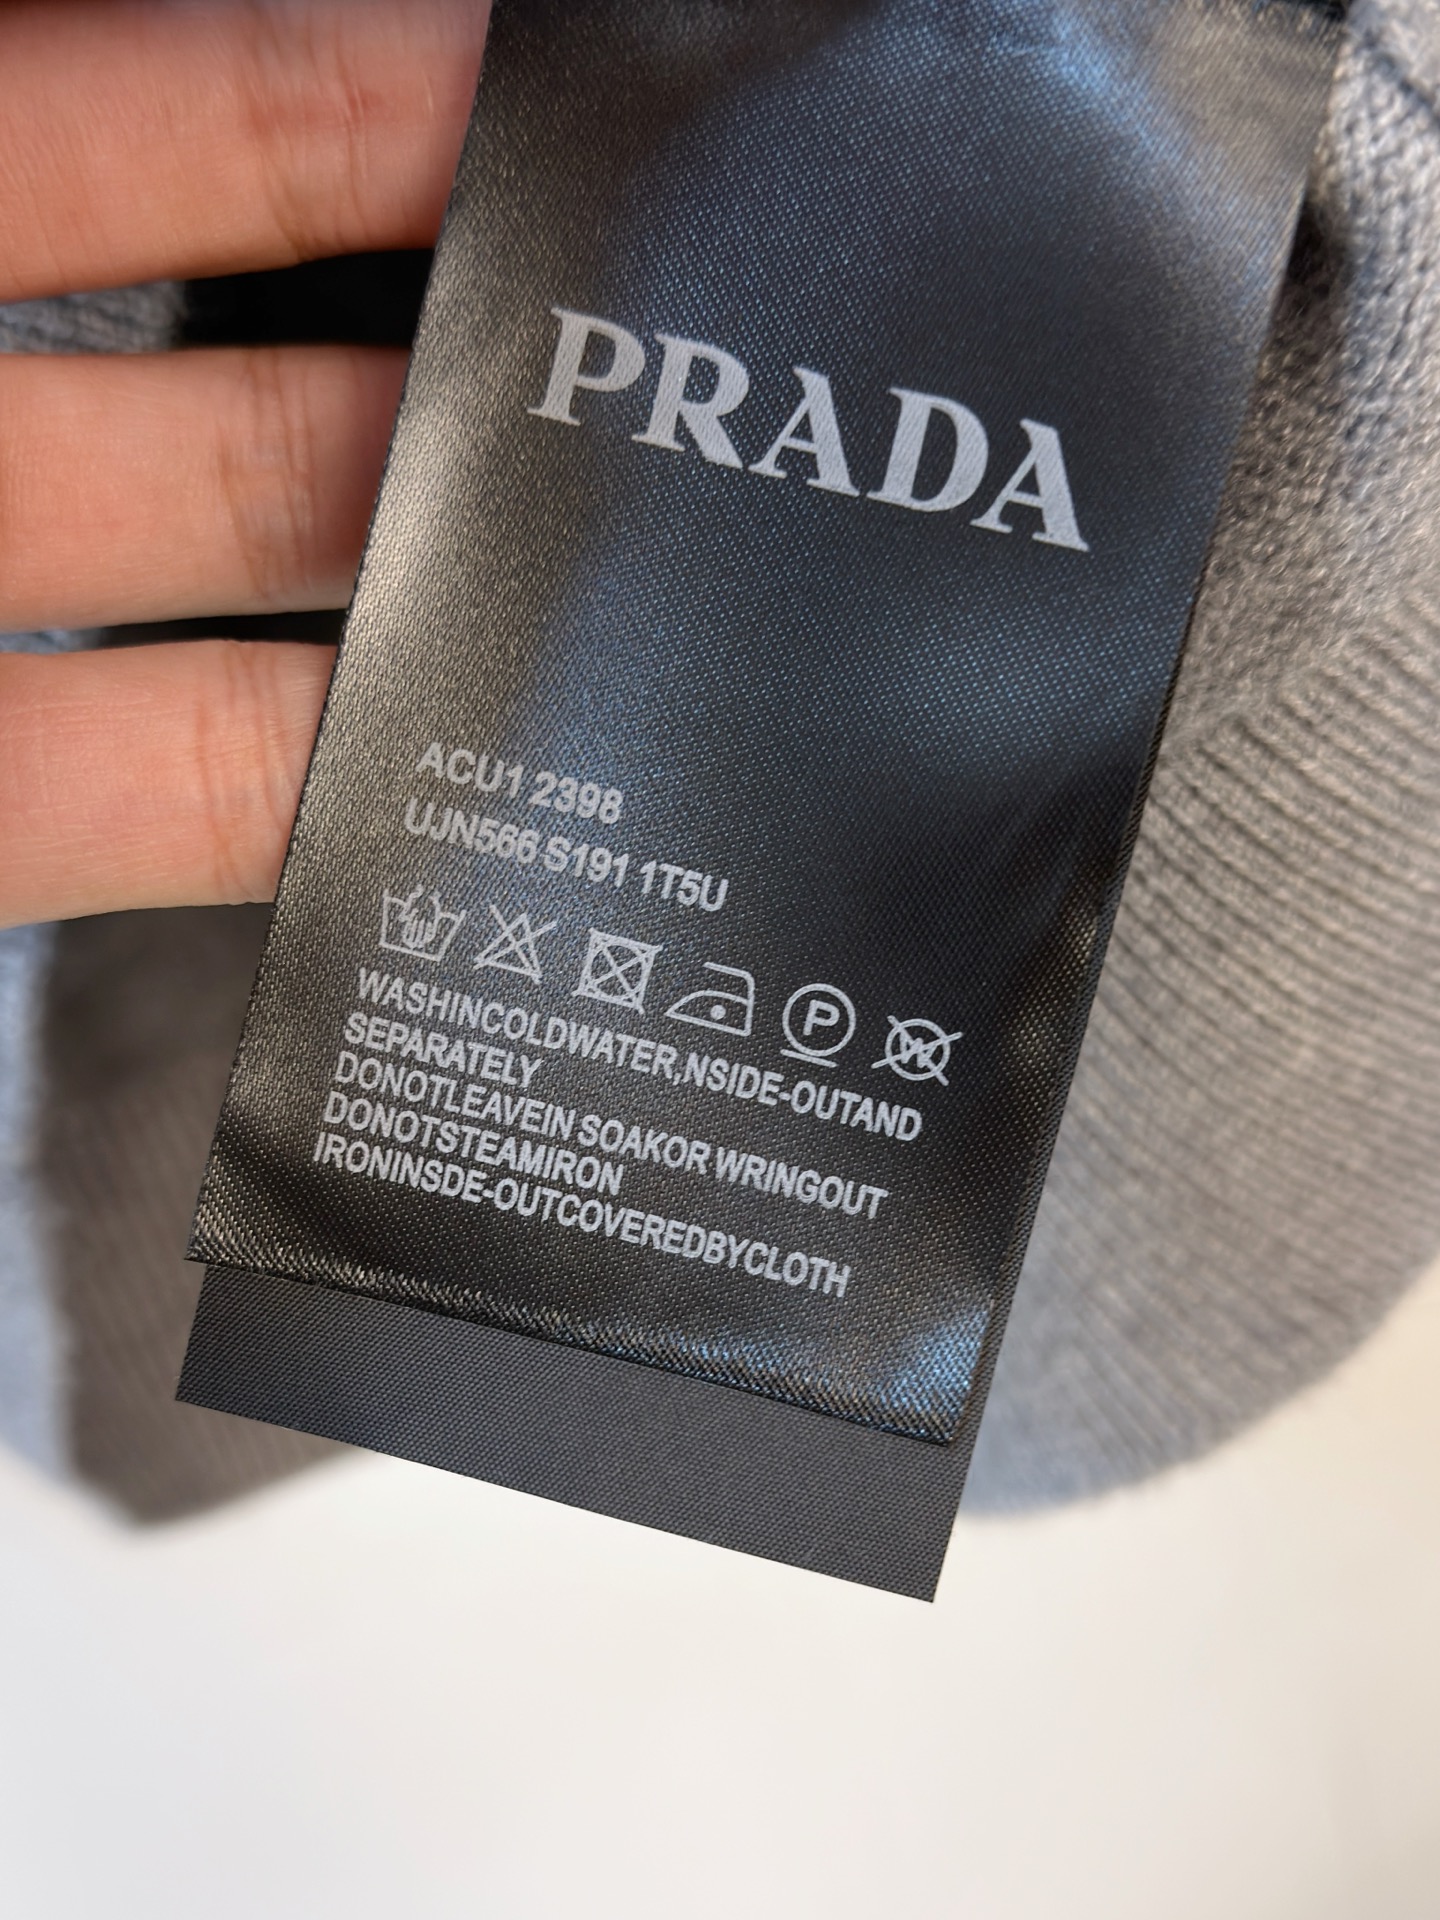 PRADA
ACU1 2398
UJN566 S191 1T5U
P
WASHINCOLDWATER,NSIDE-OUTAND
SEPARATELY
DONOTLEAVEIN SOAKOR WRINGOUT
DONOTSTEAMIRON
IRONINSDE-OUTCOVEREDBYCLOTH